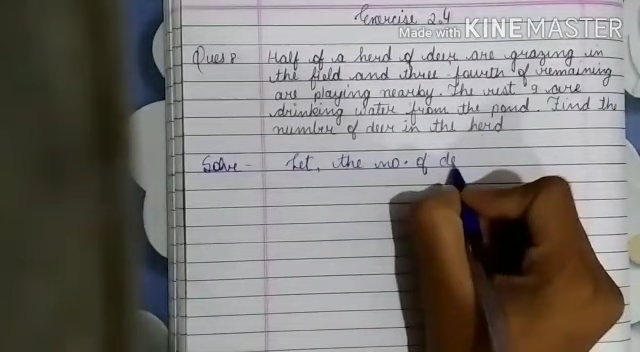 Exercise 2.4
Made with KINEMASTER
Ques 8 Half of a herd of deer are grazing in
the field and three fourth of remaining
are playing nearby. The rest 9 are
drinking water from the pond. Find the
number of deer in the herd
Solve - Let, the no. of de